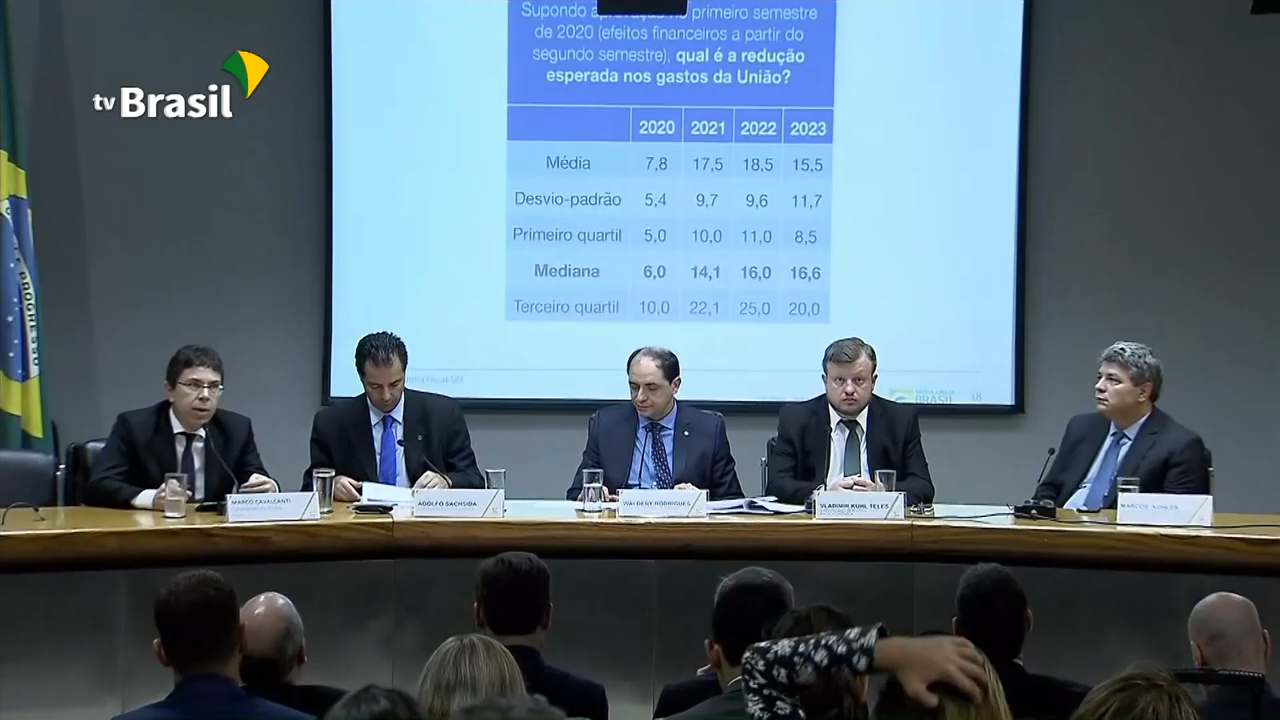 Supondo aprovação no primeiro semestre
de 2020 (efeitos financeiros a partir do
segundo semestre), qual é a redução
esperada nos gastos da União?
tv Brasil
2020 2021 2022 2023
Média 7,8 17,5 18,5 15,5
Desvio-padrão 5,4 9,7 9,6 11,7
Primeiro quartil 5,0 10,0 11,0 8,5
Mediana 6,0 14,1 16,0 16,6
Terceiro quartil 10,0 22,1 25,0 20,0
PROGRESSO
BRASIL 18
MARCO CAVALCANTI
ADOLFO SACHSIDA
WALDERY RODRIGUES
VLADIMIR KUHL TELES
MARCOS KOHLER